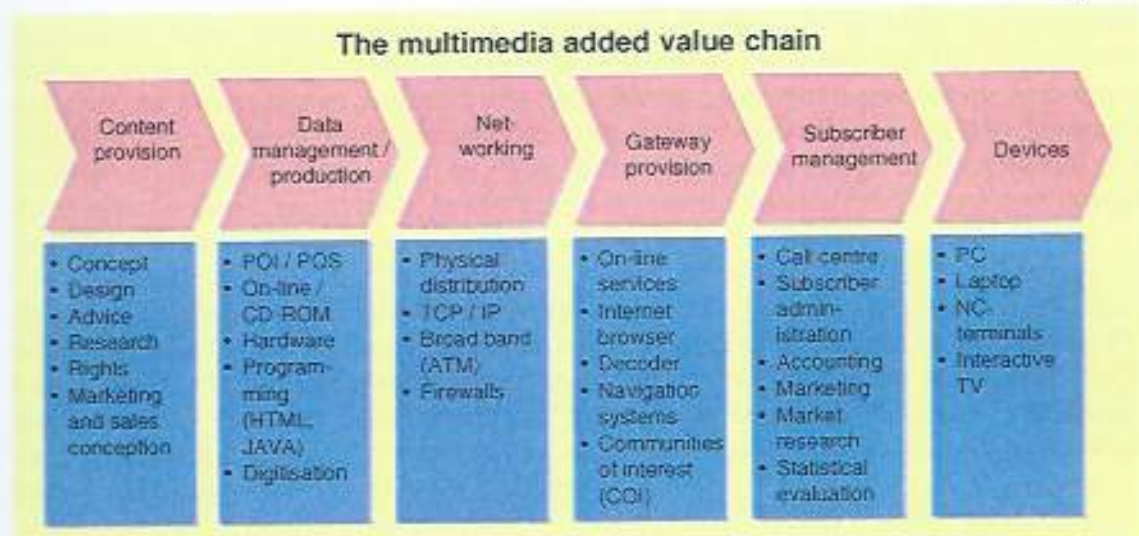 The multimedia added value chain
Content
provision
Data
management /
production
Net-
working
Gateway
provision
Subscriber
management
Devices
• Concept
• Design
• Advice
• Research
• Rights
• Marketing
and sales
conception
• POI / POS
• On-line /
CD-ROM
• Hardware
• Program-
ming
(HTML,
JAVA)
• Digitisation
• Physical
distribution
• TCP / IP
• Broad band
(ATM)
• Firewalls
• On-line
services
• Internet
browser
• Decoder
• Navigation
systems
• Communities
of interest
(COI)
• Call centre
• Subscriber
admin-
istration
• Accounting
• Marketing
• Market
research
• Statistical
evaluation
• PC
• Laptop
• NC-
terminals
• Interactive
TV